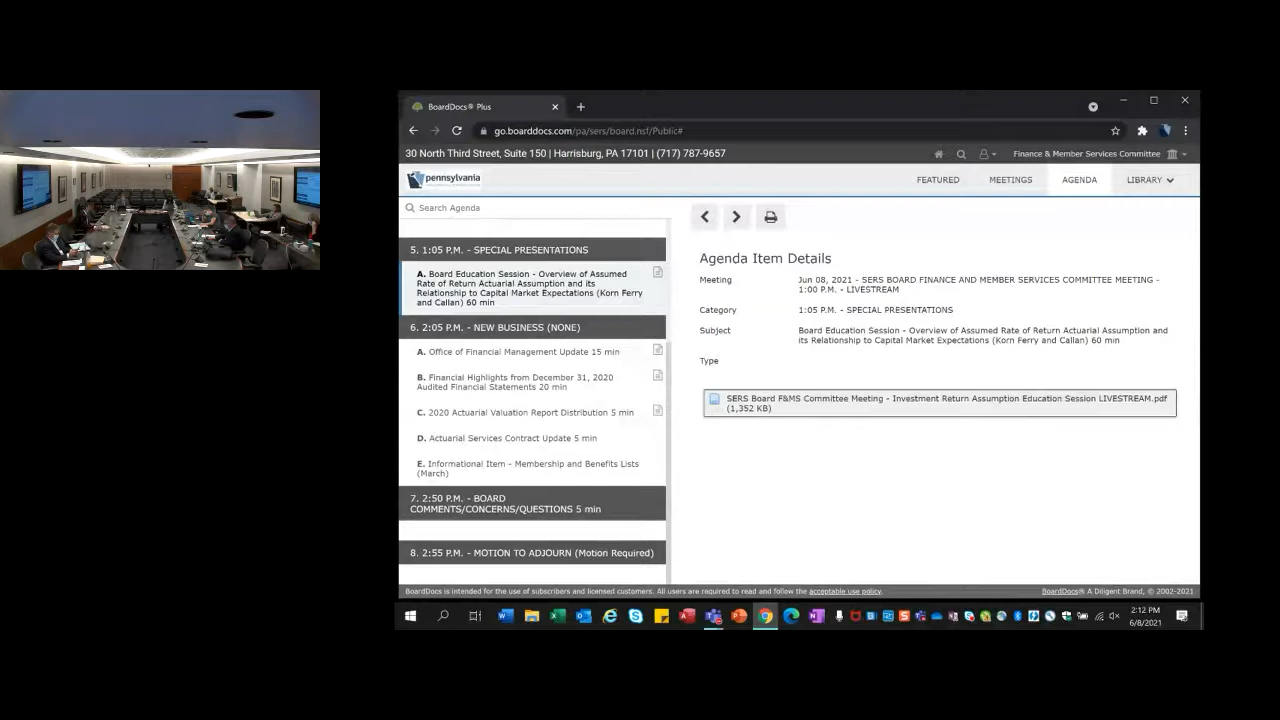 BoardDocs® Plus
go.boarddocs.com/pa/sers/board.nsf/Public#
30 North Third Street, Suite 150 | Harrisburg, PA 17101 | (717) 787-9657
Finance & Member Services Committee
pennsylvania
FEATURED
MEETINGS
AGENDA
LIBRARY
Search Agenda
5. 1:05 P.M. - SPECIAL PRESENTATIONS
A. Board Education Session - Overview of Assumed
Rate of Return Actuarial Assumption and its
Relationship to Capital Market Expectations (Korn Ferry
and Callan) 60 min
6. 2:05 P.M. - NEW BUSINESS (NONE)
A. Office of Financial Management Update 15 min
B. Financial Highlights from December 31, 2020
Audited Financial Statements 20 min
C. 2020 Actuarial Valuation Report Distribution 5 min
D. Actuarial Services Contract Update 5 min
E. Informational Item - Membership and Benefits Lists
(March)
7. 2:50 P.M. - BOARD
COMMENTS/CONCERNS/QUESTIONS 5 min
8. 2:55 P.M. - MOTION TO ADJOURN (Motion Required)
Agenda Item Details
Meeting
Jun 08, 2021 - SERS BOARD FINANCE AND MEMBER SERVICES COMMITTEE MEETING -
1:00 P.M. - LIVESTREAM
Category
1:05 P.M. - SPECIAL PRESENTATIONS
Subject
Board Education Session - Overview of Assumed Rate of Return Actuarial Assumption and
its Relationship to Capital Market Expectations (Korn Ferry and Callan) 60 min
Type
SERS Board F&MS Committee Meeting - Investment Return Assumption Education Session LIVESTREAM.pdf
(1,352 KB)
BoardDocs is intended for the use of subscribers and licensed customers. All users are required to read and follow the acceptable use policy.
BoardDocs® A Diligent Brand, © 2002-2021
2:12 PM
6/8/2021